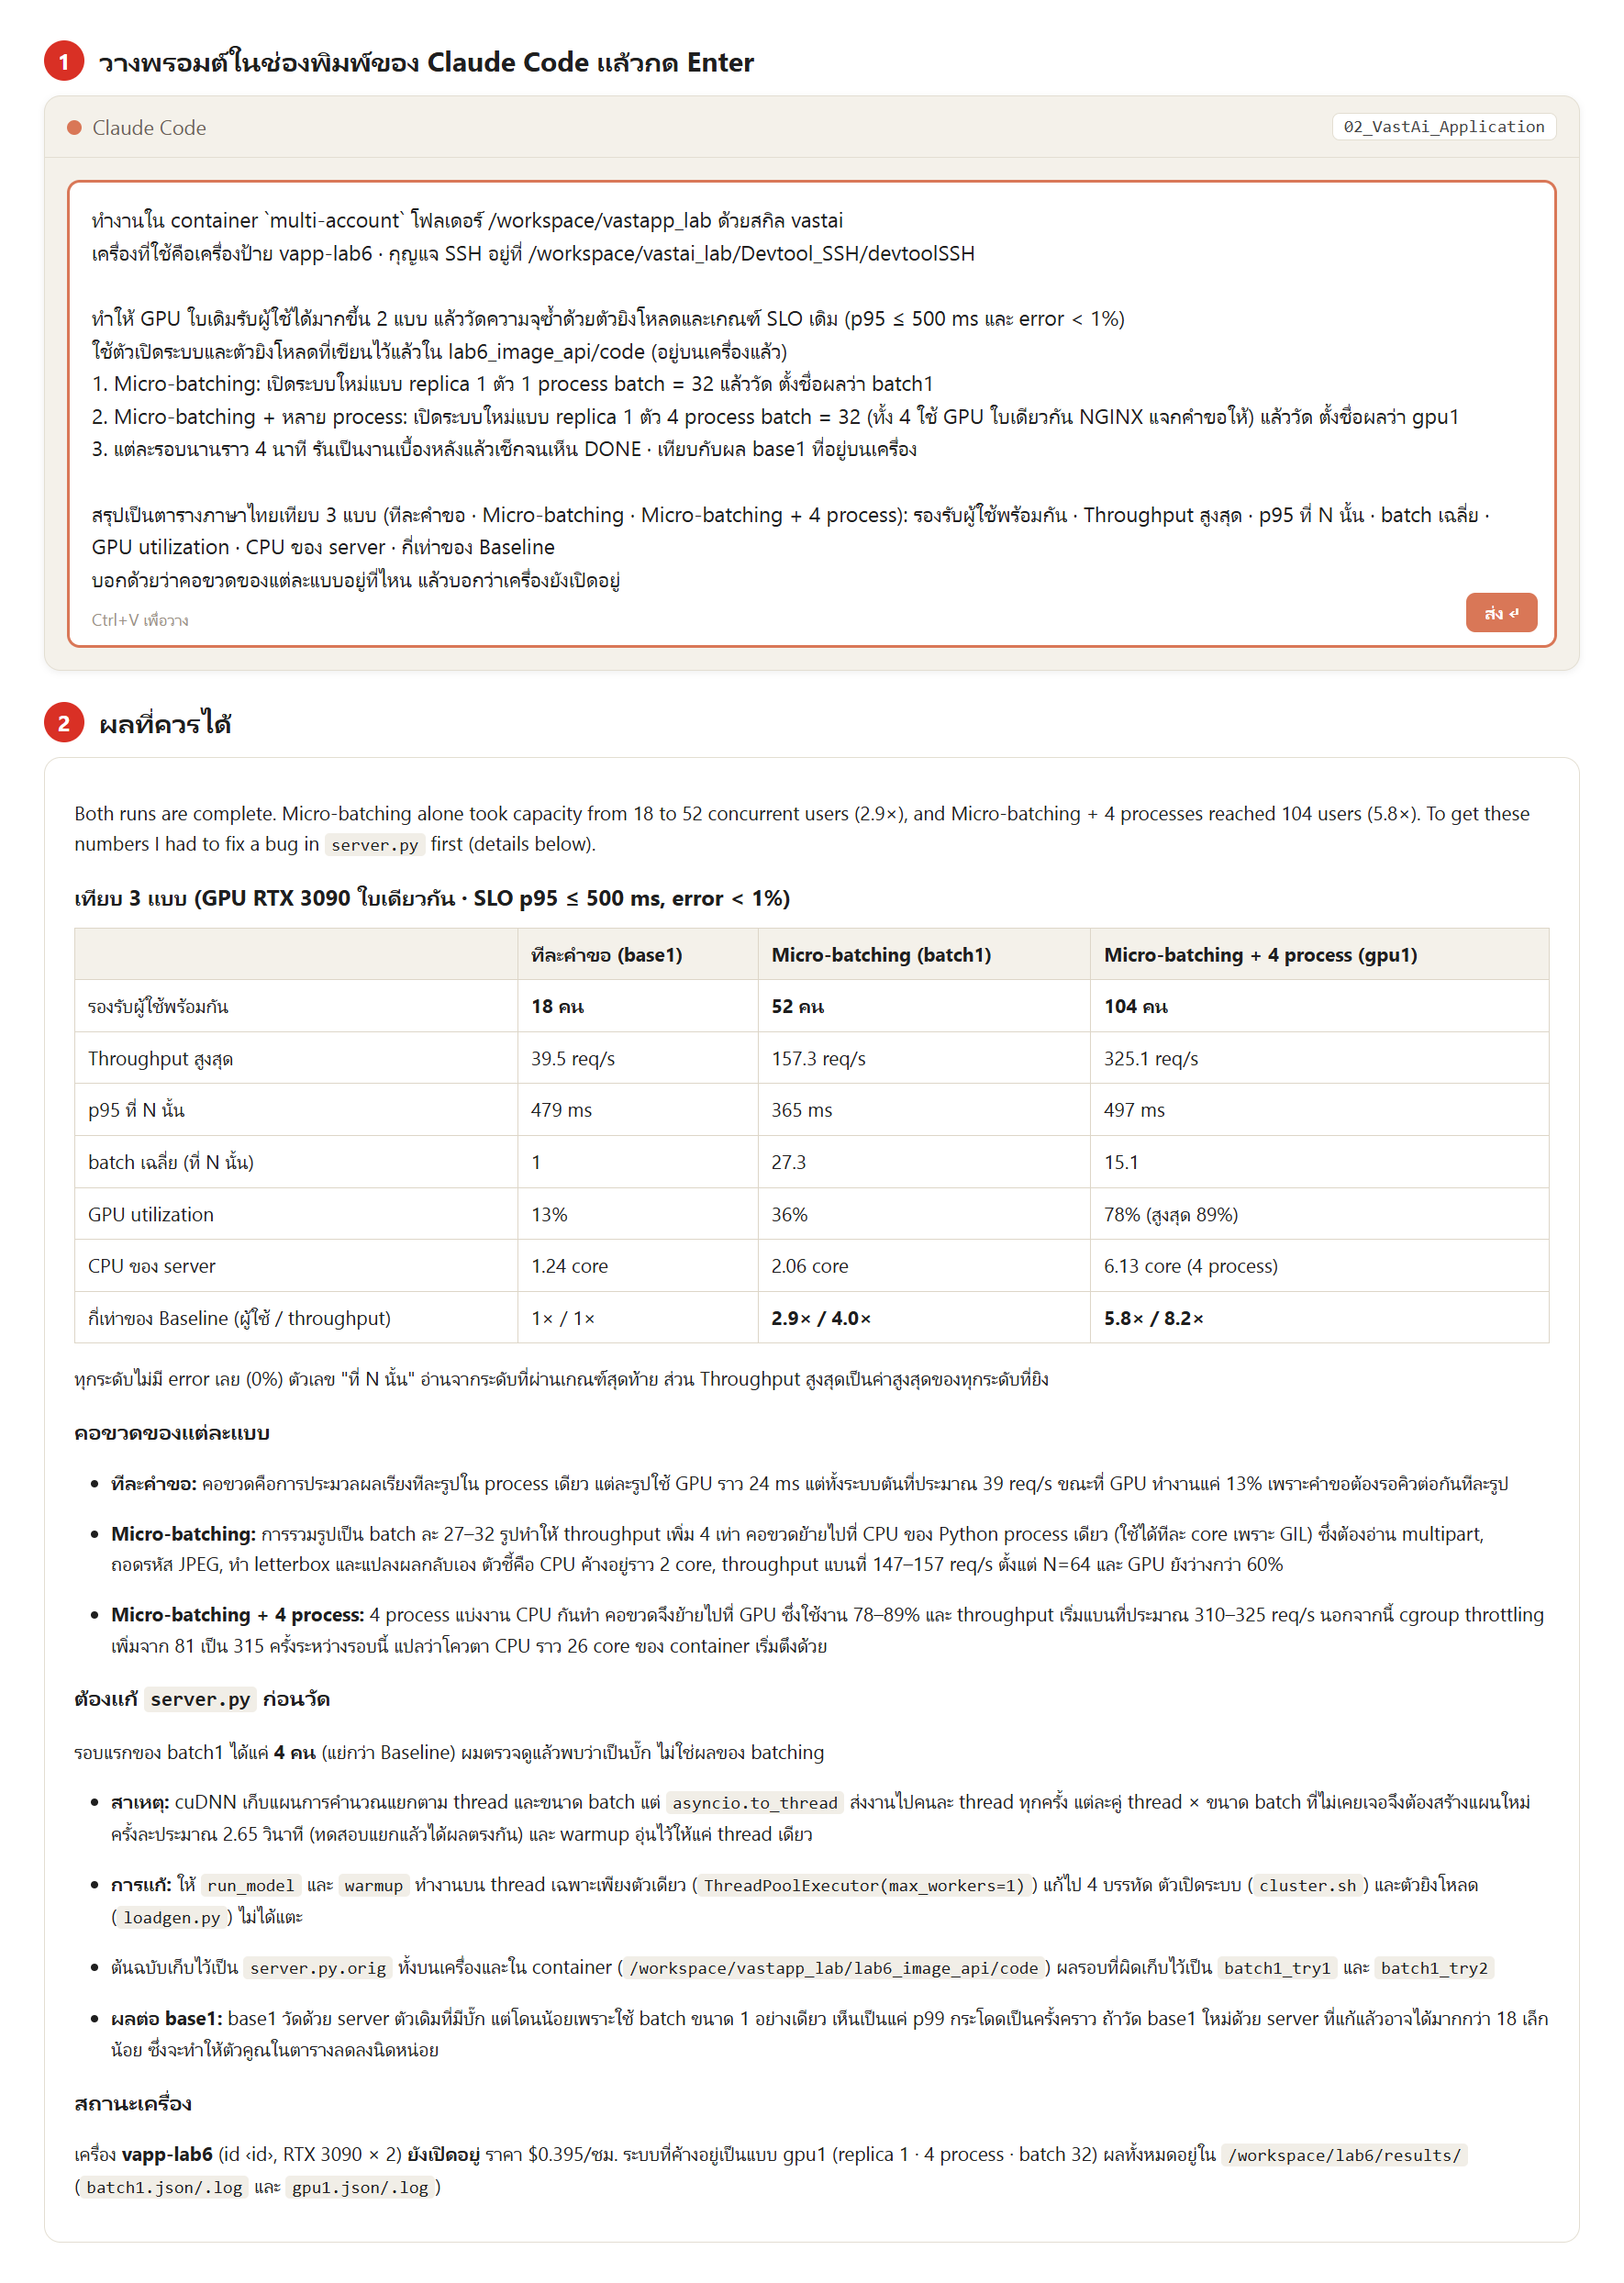 1 วางพรอมต์ในช่องพิมพ์ของ Claude Code แล้วกด Enter
Claude Code
02_VastAi_Application
ทำงานใน container `multi-account` โฟลเดอร์ /workspace/vastapp_lab ด้วยสกิล vastai
เครื่องที่ใช้คือเครื่องป้าย vapp-lab6 · กุญแจ SSH อยู่ที่ /workspace/vastai_lab/Devtool_SSH/devtoolSSH
ทำให้ GPU ใบเดิมรับผู้ใช้ได้มากขึ้น 2 แบบ แล้ววัดความจุซ้ำด้วยตัวยิงโหลดและเกณฑ์ SLO เดิม (p95 ≤ 500 ms และ error < 1%)
ใช้ตัวเปิดระบบและตัวยิงโหลดที่เขียนไว้แล้วใน lab6_image_api/code (อยู่บนเครื่องแล้ว)
1. Micro-batching: เปิดระบบใหม่แบบ replica 1 ตัว 1 process batch = 32 แล้ววัด ตั้งชื่อผลว่า batch1
2. Micro-batching + หลาย process: เปิดระบบใหม่แบบ replica 1 ตัว 4 process batch = 32 (ทั้ง 4 ใช้ GPU ใบเดียวกัน NGINX แจกคำขอให้) แล้ววัด ตั้งชื่อผลว่า gpu1
3. แต่ละรอบนานราว 4 นาที รันเป็นงานเบื้องหลังแล้วเช็กจนเห็น DONE · เทียบกับผล base1 ที่อยู่บนเครื่อง
สรุปเป็นตารางภาษาไทยเทียบ 3 แบบ (ทีละคำขอ · Micro-batching · Micro-batching + 4 process): รองรับผู้ใช้พร้อมกัน · Throughput สูงสุด · p95 ที่ N นั้น · batch เฉลี่ย ·
GPU utilization · CPU ของ server · กี่เท่าของ Baseline
บอกด้วยว่าคอขวดของแต่ละแบบอยู่ที่ไหน แล้วบอกว่าเครื่องยังเปิดอยู่
Ctrl+V เพื่อวาง
ส่ง ⏎
2 ผลที่ควรได้
Both runs are complete. Micro-batching alone took capacity from 18 to 52 concurrent users (2.9×), and Micro-batching + 4 processes reached 104 users (5.8×). To get these
numbers I had to fix a bug in server.py first (details below).
เทียบ 3 แบบ (GPU RTX 3090 ใบเดียวกัน · SLO p95 ≤ 500 ms, error < 1%)
ทีละคำขอ (base1) Micro-batching (batch1) Micro-batching + 4 process (gpu1)
รองรับผู้ใช้พร้อมกัน 18 คน 52 คน 104 คน
Throughput สูงสุด 39.5 req/s 157.3 req/s 325.1 req/s
p95 ที่ N นั้น 479 ms 365 ms 497 ms
batch เฉลี่ย (ที่ N นั้น) 1 27.3 15.1
GPU utilization 13% 36% 78% (สูงสุด 89%)
CPU ของ server 1.24 core 2.06 core 6.13 core (4 process)
กี่เท่าของ Baseline (ผู้ใช้ / throughput) 1× / 1× 2.9× / 4.0× 5.8× / 8.2×
ทุกระดับไม่มี error เลย (0%) ตัวเลข "ที่ N นั้น" อ่านจากระดับที่ผ่านเกณฑ์สุดท้าย ส่วน Throughput สูงสุดเป็นค่าสูงสุดของทุกระดับที่ยิง
คอขวดของแต่ละแบบ
• ทีละคำขอ: คอขวดคือการประมวลผลเรียงทีละรูปใน process เดียว แต่ละรูปใช้ GPU ราว 24 ms แต่ทั้งระบบตันที่ประมาณ 39 req/s ขณะที่ GPU ทำงานแค่ 13% เพราะคำขอต้องรอคิวต่อกันทีละรูป
• Micro-batching: การรวมรูปเป็น batch ละ 27–32 รูปทำให้ throughput เพิ่ม 4 เท่า คอขวดย้ายไปที่ CPU ของ Python process เดียว (ใช้ได้ทีละ core เพราะ GIL) ซึ่งต้องอ่าน multipart,
ถอดรหัส JPEG, ทำ letterbox และแปลงผลกลับเอง ตัวชี้คือ CPU ค้างอยู่ราว 2 core, throughput แบนที่ 147–157 req/s ตั้งแต่ N=64 และ GPU ยังว่างกว่า 60%
• Micro-batching + 4 process: 4 process แบ่งงาน CPU กันทำ คอขวดจึงย้ายไปที่ GPU ซึ่งใช้งาน 78–89% และ throughput เริ่มแบนที่ประมาณ 310–325 req/s นอกจากนี้ cgroup throttling
เพิ่มจาก 81 เป็น 315 ครั้งระหว่างรอบนี้ แปลว่าโควตา CPU ราว 26 core ของ container เริ่มตึงด้วย
ต้องแก้ server.py ก่อนวัด
รอบแรกของ batch1 ได้แค่ 4 คน (แย่กว่า Baseline) ผมตรวจดูแล้วพบว่าเป็นบั๊ก ไม่ใช่ผลของ batching
• สาเหตุ: cuDNN เก็บแผนการคำนวณแยกตาม thread และขนาด batch แต่ asyncio.to_thread ส่งงานไปคนละ thread ทุกครั้ง แต่ละคู่ thread × ขนาด batch ที่ไม่เคยเจอจึงต้องสร้างแผนใหม่
ครั้งละประมาณ 2.65 วินาที (ทดสอบแยกแล้วได้ผลตรงกัน) และ warmup อุ่นไว้ให้แค่ thread เดียว
• การแก้: ให้ run_model และ warmup ทำงานบน thread เฉพาะเพียงตัวเดียว (ThreadPoolExecutor(max_workers=1)) แก้ไป 4 บรรทัด ตัวเปิดระบบ (cluster.sh) และตัวยิงโหลด
(loadgen.py) ไม่ได้แตะ
• ต้นฉบับเก็บไว้เป็น server.py.orig ทั้งบนเครื่องและใน container (/workspace/vastapp_lab/lab6_image_api/code) ผลรอบที่ผิดเก็บไว้เป็น batch1_try1 และ batch1_try2
• ผลต่อ base1: base1 วัดด้วย server ตัวเดิมที่มีบั๊ก แต่โดนน้อยเพราะใช้ batch ขนาด 1 อย่างเดียว เห็นเป็นแค่ p99 กระโดดเป็นครั้งคราว ถ้าวัด base1 ใหม่ด้วย server ที่แก้แล้วอาจได้มากกว่า 18 เล็ก
น้อย ซึ่งจะทำให้ตัวคูณในตารางลดลงนิดหน่อย
สถานะเครื่อง
เครื่อง vapp-lab6 (id ‹id›, RTX 3090 × 2) ยังเปิดอยู่ ราคา $0.395/ชม. ระบบที่ค้างอยู่เป็นแบบ gpu1 (replica 1 · 4 process · batch 32) ผลทั้งหมดอยู่ใน /workspace/lab6/results/
(batch1.json/.log และ gpu1.json/.log)